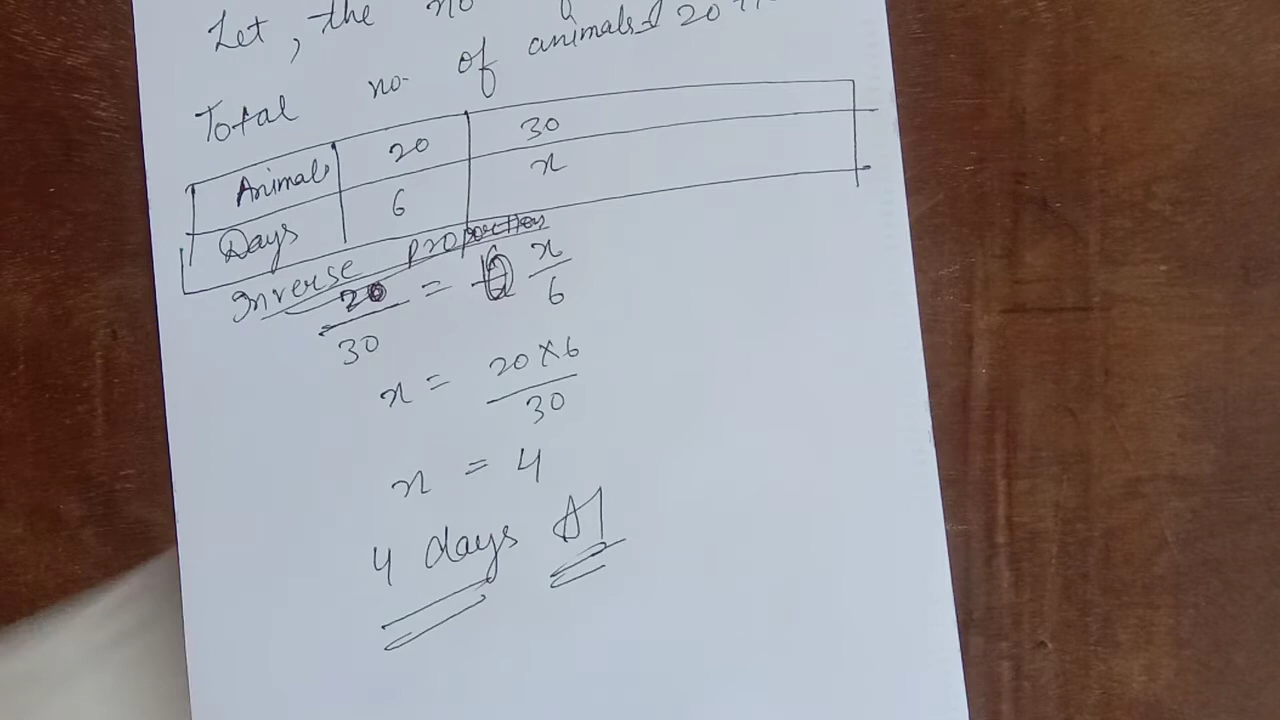 Let, the no
Total no. of animals 20
Animals 20 30
Days 6 x
Inverse proportion
20/30 = x/6
x = 20×6/30
x = 4
4 days